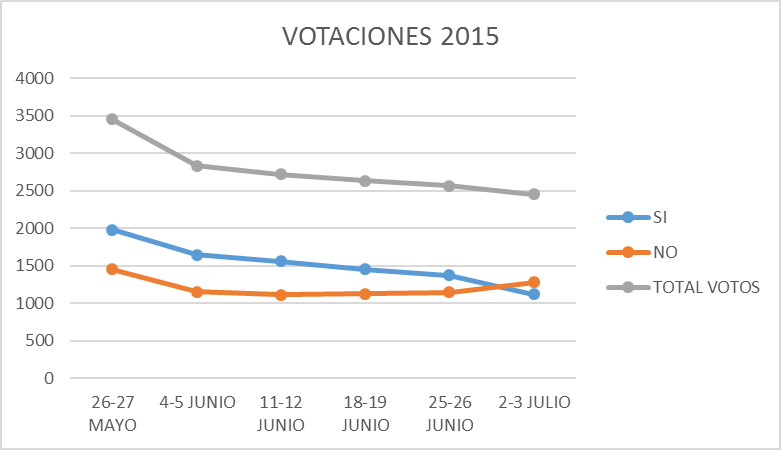 VOTACIONES 2015
4000
3500
3000
2500
2000
1500
1000
500
0
26-27
MAYO
4-5 JUNIO
11-12
JUNIO
18-19
JUNIO
25-26
JUNIO
2-3 JULIO
SI
NO
TOTAL VOTOS